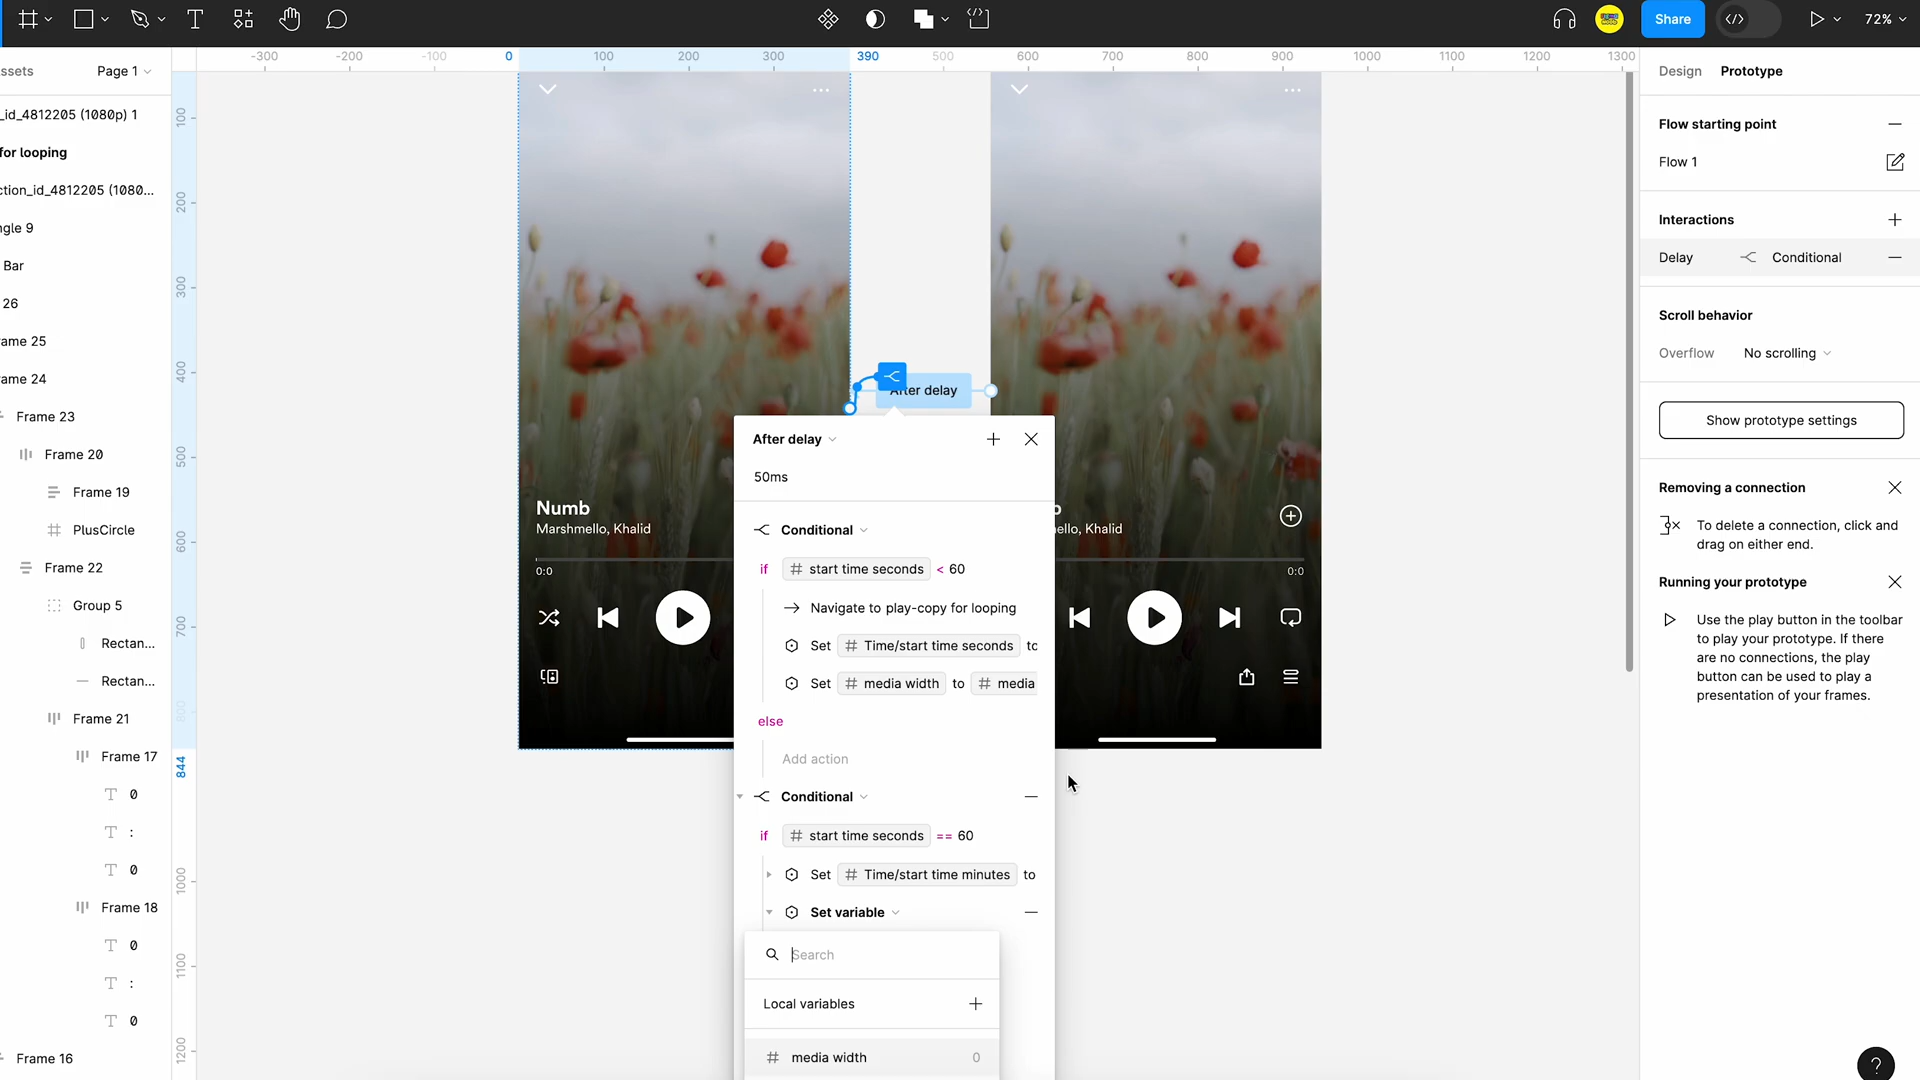 Share
</>
72%
ssets
Page 1
_id_4812205 (1080p) 1
for looping
ction_id_4812205 (1080...
ngle 9
Bar
26
ame 25
ame 24
Frame 23
Frame 20
Frame 19
PlusCircle
Frame 22
Group 5
Rectan...
Rectan...
Frame 21
Frame 17
0
:
0
Frame 18
0
:
0
Frame 16
-300
-200
-100
0
100
200
300
390
500
600
700
800
900
1000
1100
1200
1300
100
200
300
400
500
600
700
800
844
1000
1100
1200
Numb
Marshmello, Khalid
0:0
b
ello, Khalid
0:0
After delay
After delay
50ms
Conditional
if # start time seconds < 60
Navigate to play-copy for looping
Set # Time/start time seconds to
Set # media width to # media
else
Add action
Conditional
if # start time seconds == 60
Set # Time/start time minutes to
Set variable
Search
Local variables
# media width 0
Design Prototype
Flow starting point
Flow 1
Interactions
Delay Conditional
Scroll behavior
Overflow No scrolling
Show prototype settings
Removing a connection
To delete a connection, click and
drag on either end.
Running your prototype
Use the play button in the toolbar
to play your prototype. If there
are no connections, the play
button can be used to play a
presentation of your frames.
?